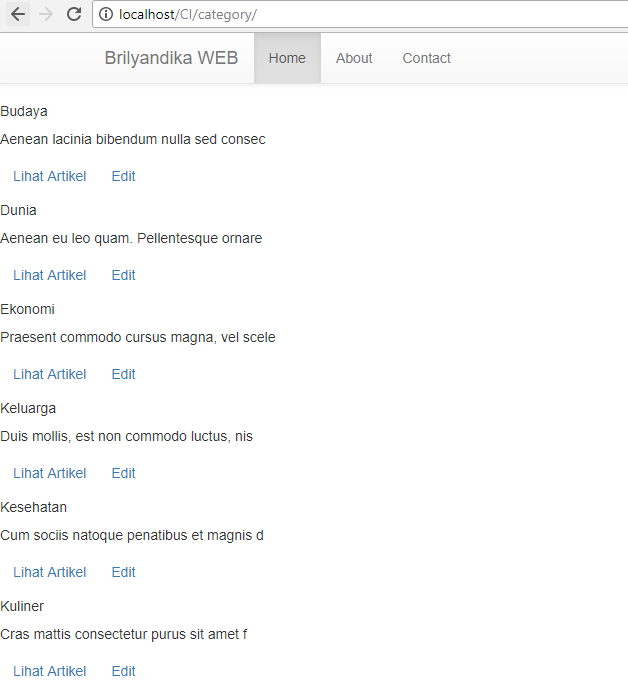 localhost/CI/category/
Brilyandika WEB Home About Contact
Budaya
Aenean lacinia bibendum nulla sed consec
Lihat Artikel Edit
Dunia
Aenean eu leo quam. Pellentesque ornare
Lihat Artikel Edit
Ekonomi
Praesent commodo cursus magna, vel scele
Lihat Artikel Edit
Keluarga
Duis mollis, est non commodo luctus, nis
Lihat Artikel Edit
Kesehatan
Cum sociis natoque penatibus et magnis d
Lihat Artikel Edit
Kuliner
Cras mattis consectetur purus sit amet f
Lihat Artikel Edit